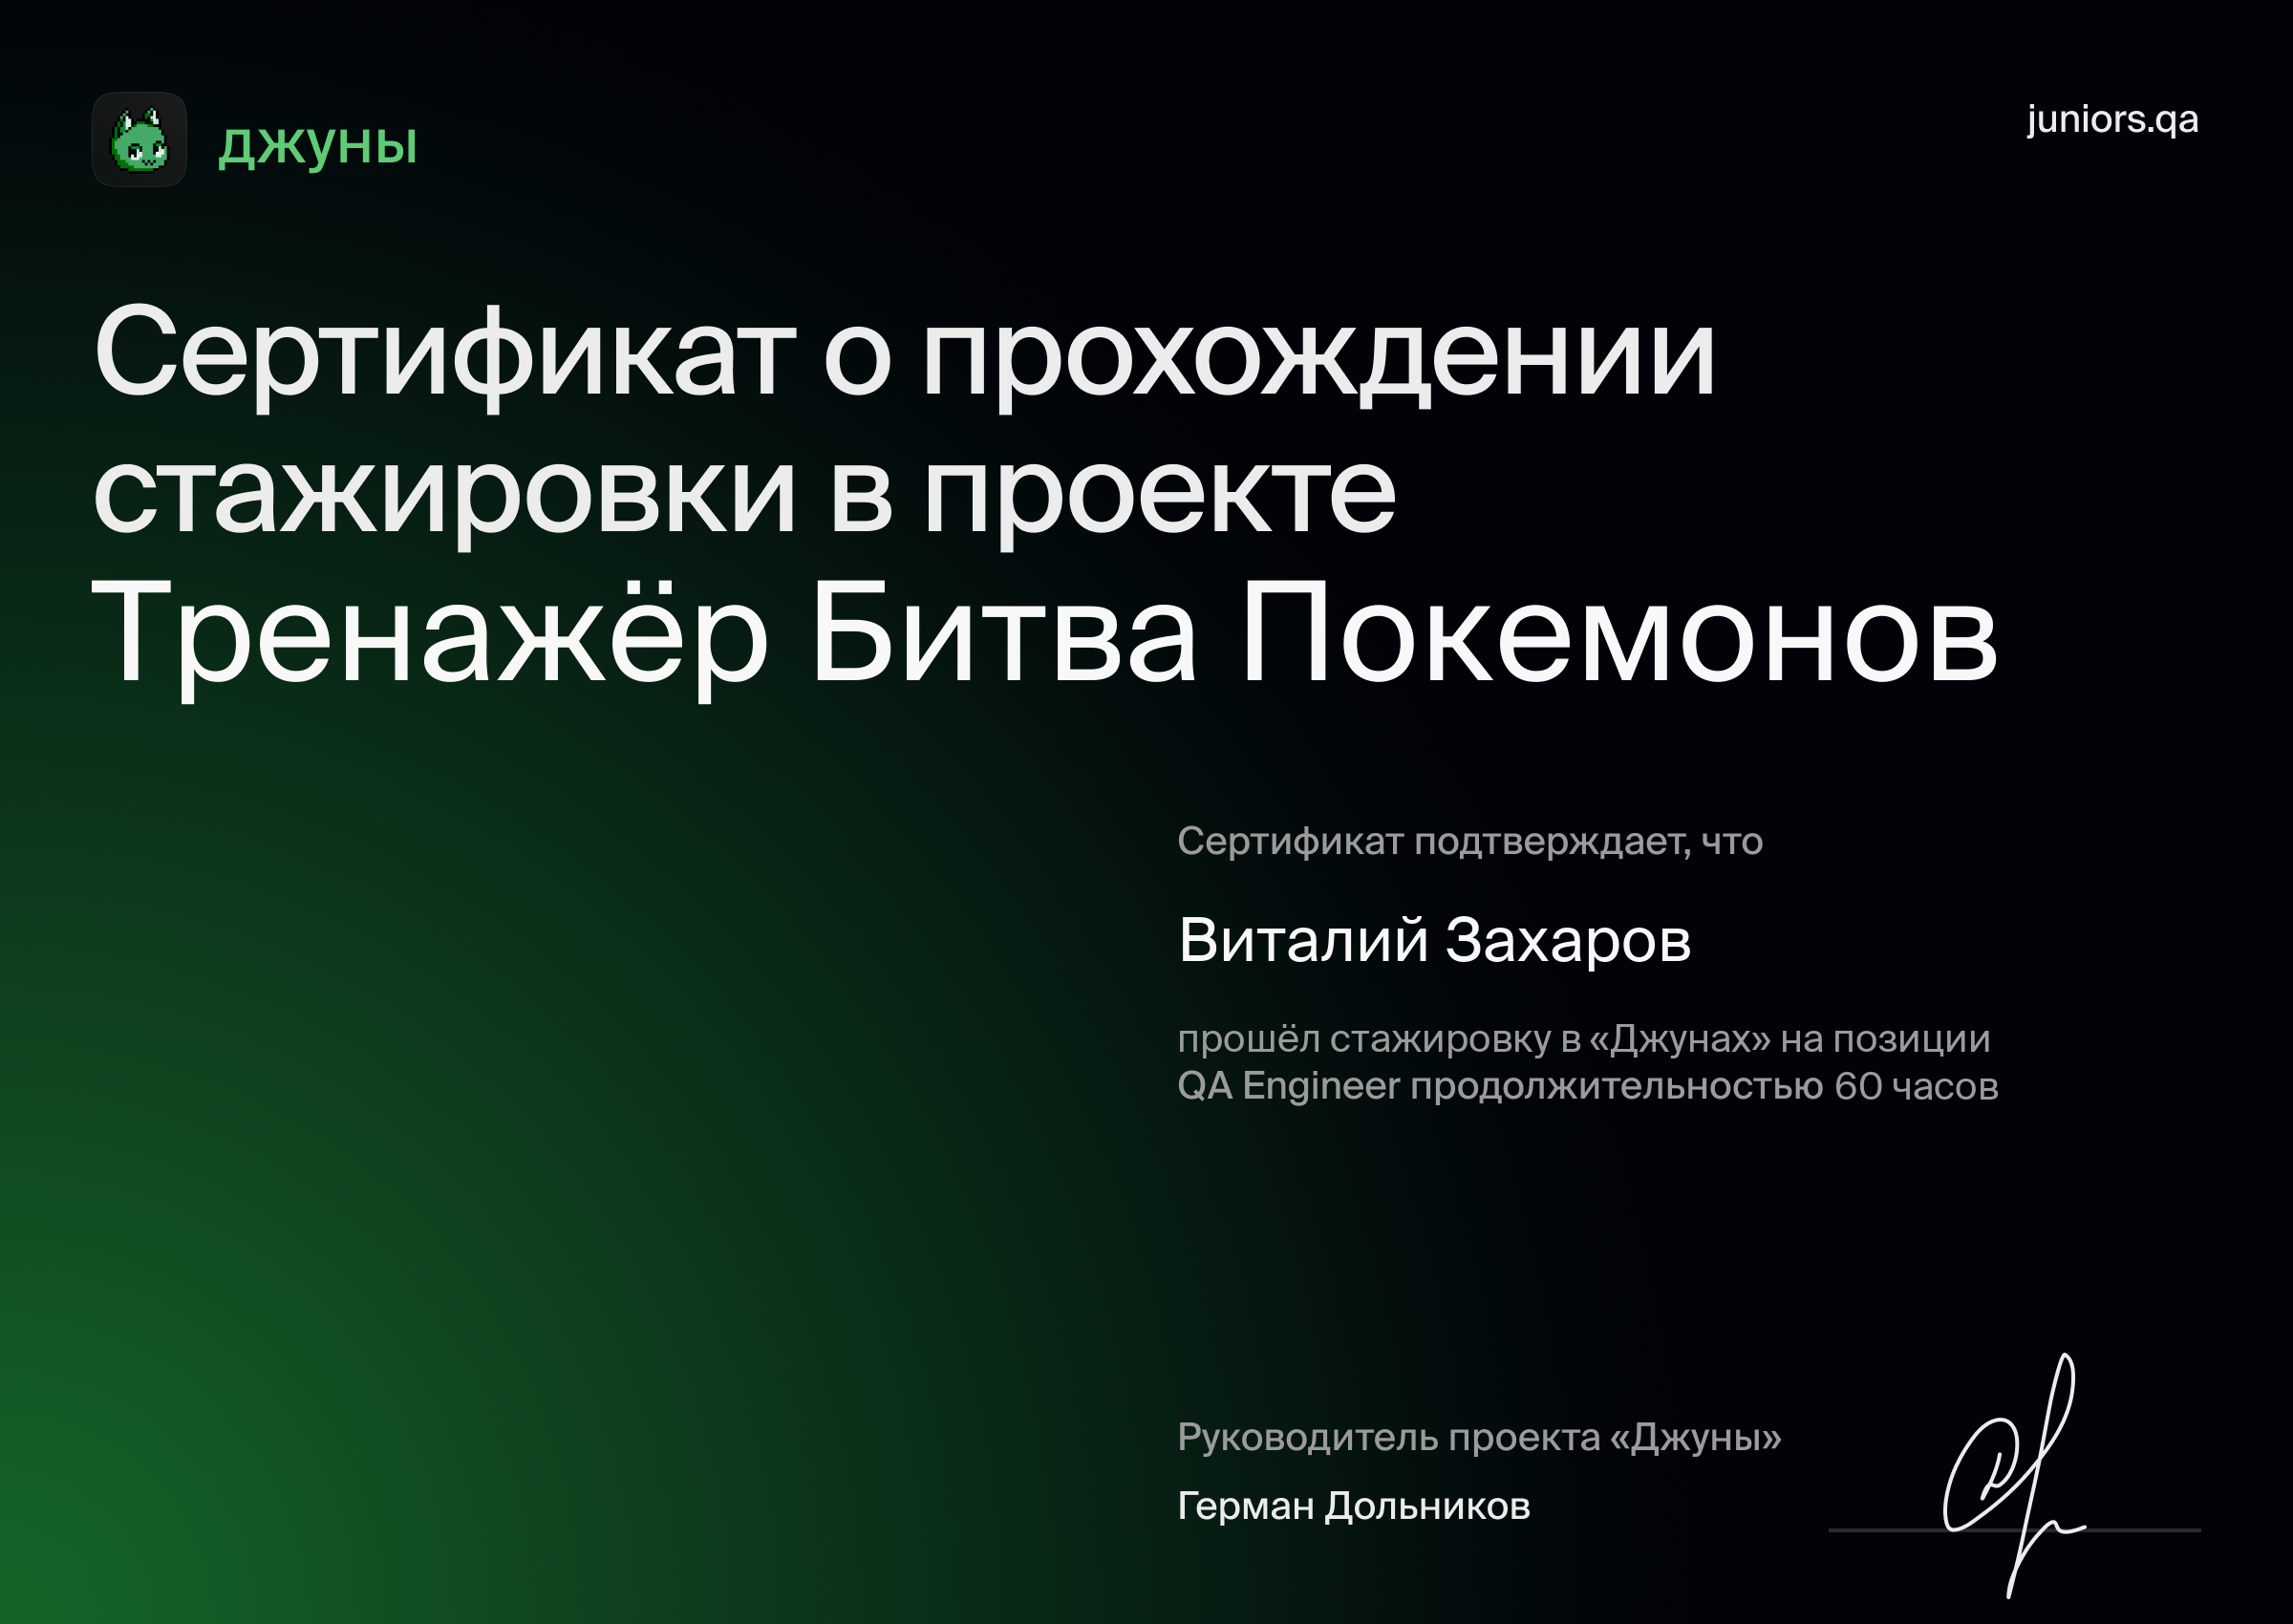 джуны
juniors.qa
Сертификат о прохождении
стажировки в проекте
Тренажёр Битва Покемонов
Сертификат подтверждает, что
Виталий Захаров
прошёл стажировку в «Джунах» на позиции
QA Engineer продолжительностью 60 часов
Руководитель проекта «Джуны»
Герман Дольников